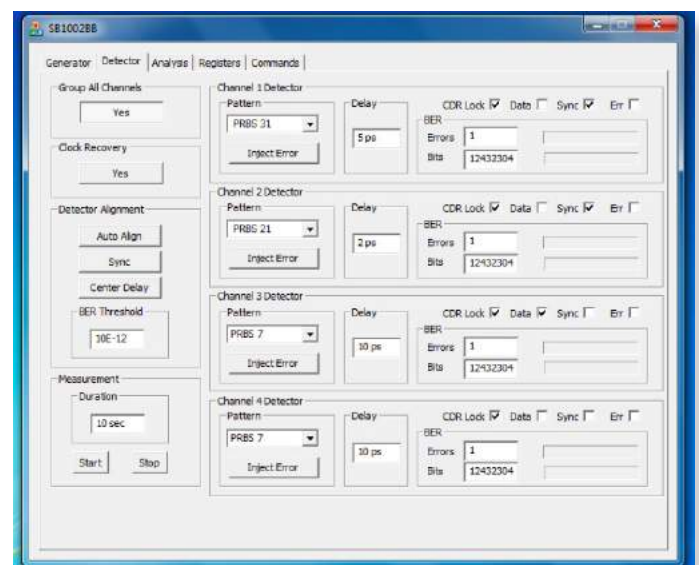 SB1002BB
Generator Detector Analysis Registers Commands
Group All Channels
Yes
Clock Recovery
Yes
Detector Alignment
Auto Align
Sync
Center Delay
BER Threshold
10E-12
Measurement
Duration
10 sec
Start Stop
Channel 1 Detector
Pattern Delay CDR Lock Data Sync Err
PRBS 31
BER
5 ps Errors 1
Inject Error Bits 12432304
Channel 2 Detector
Pattern Delay CDR Lock Data Sync Err
PRBS 21
BER
2 ps Errors 1
Inject Error Bits 12432304
Channel 3 Detector
Pattern Delay CDR Lock Data Sync Err
PRBS 7
BER
10 ps Errors 1
Inject Error Bits 12432304
Channel 4 Detector
Pattern Delay CDR Lock Data Sync Err
PRBS 7
BER
10 ps Errors 1
Inject Error Bits 12432304